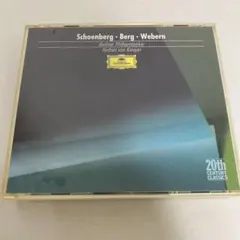 Schoenberg · Berg · Webern
Berliner Philharmoniker
Herbert von Karajan
20th
CENTURY
CLASSICS